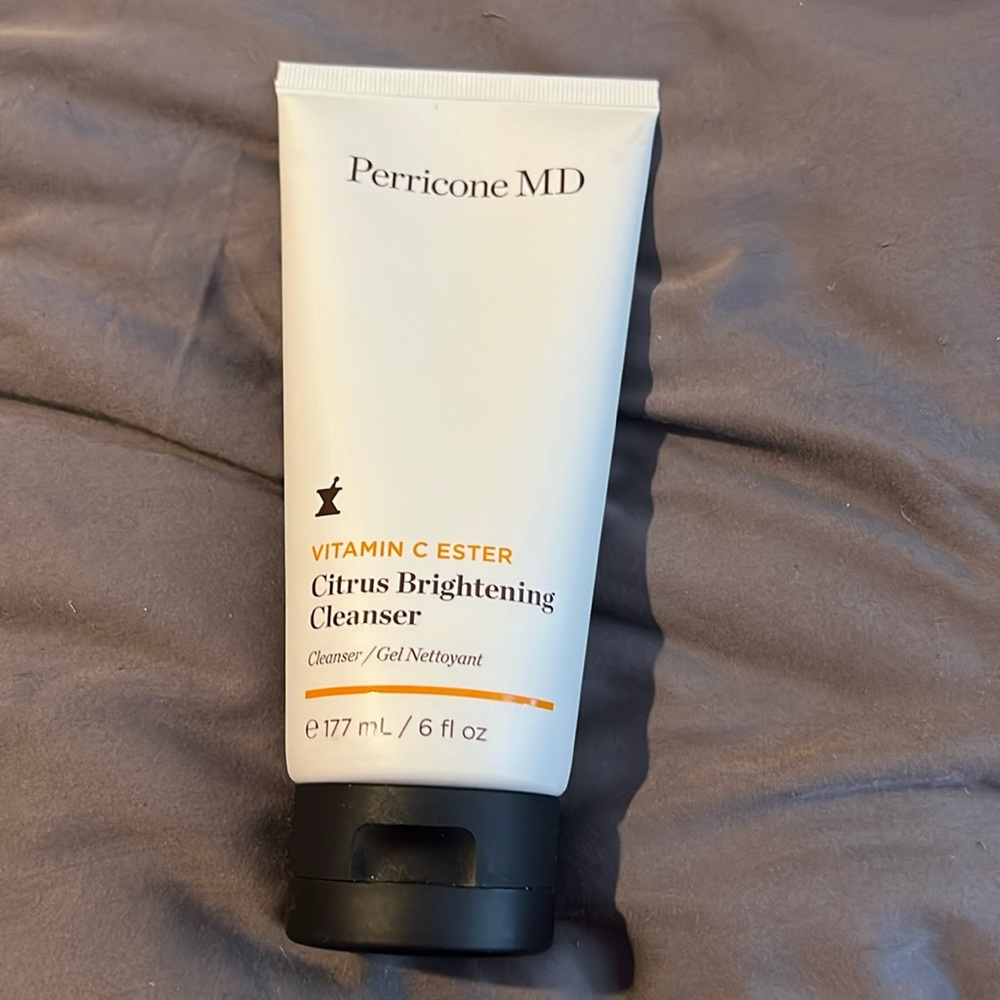 Perricone MD
VITAMIN C ESTER
Citrus Brightening
Cleanser
Cleanser / Gel Nettoyant
℮ 177 mL / 6 fl oz